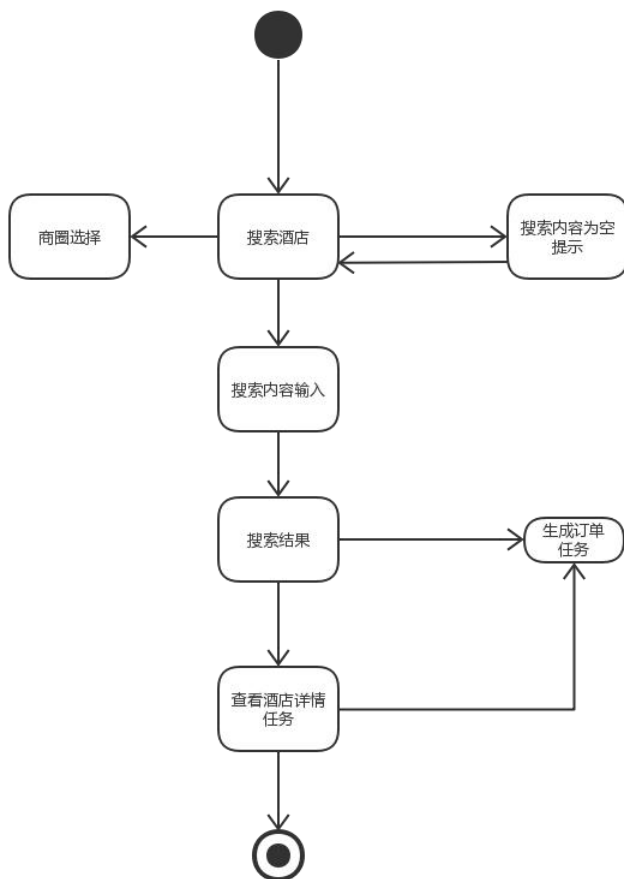 商圈选择
搜索酒店
搜索内容为空
提示
搜索内容输入
搜索结果
生成订单
任务
查看酒店详情
任务